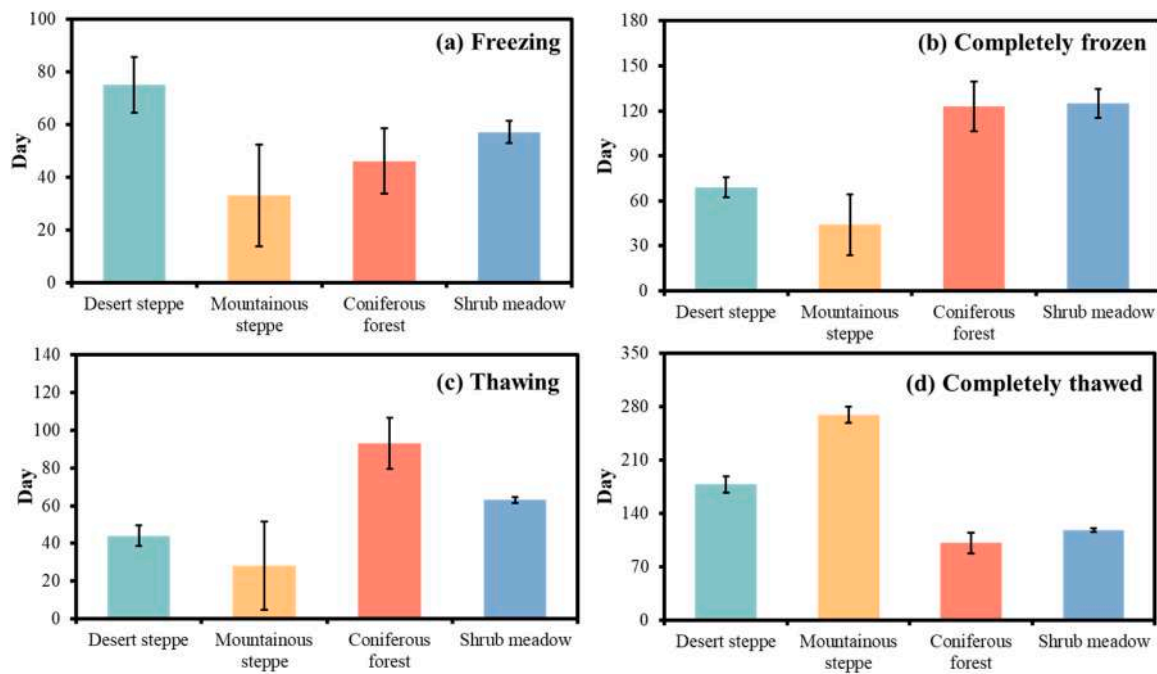 (a) Freezing
Day
100
80
60
40
20
0
Desert steppe
Mountainous
steppe
Coniferous
forest
Shrub meadow
(b) Completely frozen
Day
180
150
120
90
60
30
0
Desert steppe
Mountainous
steppe
Coniferous
forest
Shrub meadow
(c) Thawing
Day
140
120
100
80
60
40
20
0
Desert steppe
Mountainous
steppe
Coniferous
forest
Shrub meadow
(d) Completely thawed
Day
350
280
210
140
70
0
Desert steppe
Mountainous
steppe
Coniferous
forest
Shrub meadow